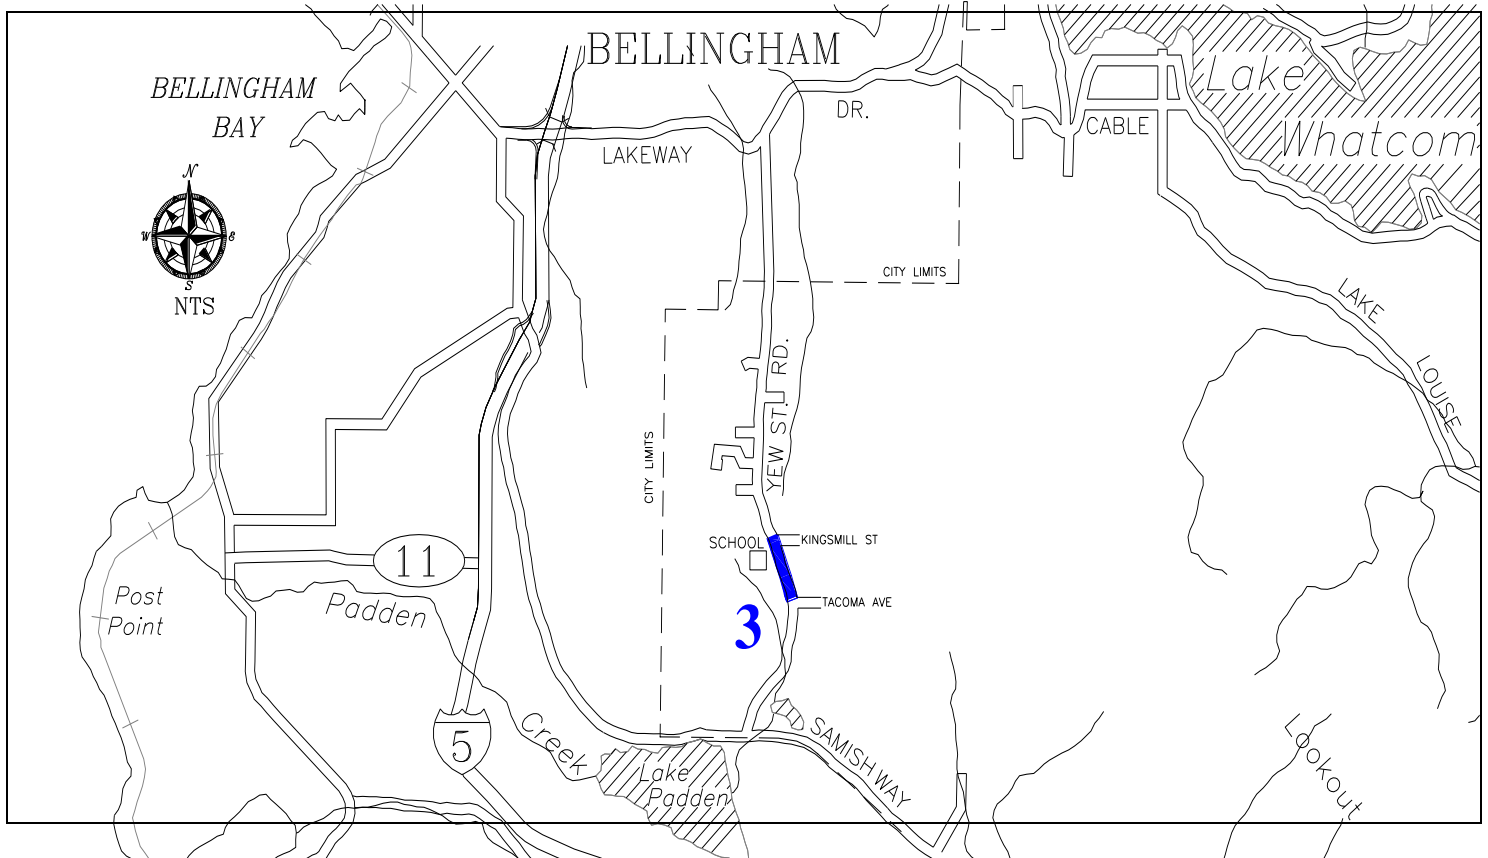 BELLINGHAM
BELLINGHAM
BAY
Lake
Whatcom
DR.
CABLE
LAKEWAY
N
W
E
S
NTS
CITY LIMITS
LAKE
LOUISE
YEW ST. RD.
CITY LIMITS
SCHOOL
KINGSMILL ST
TACOMA AVE
3
11
Post
Point
Padden
Creek
5
SAMISH WAY
Lake
Padden
Lookout